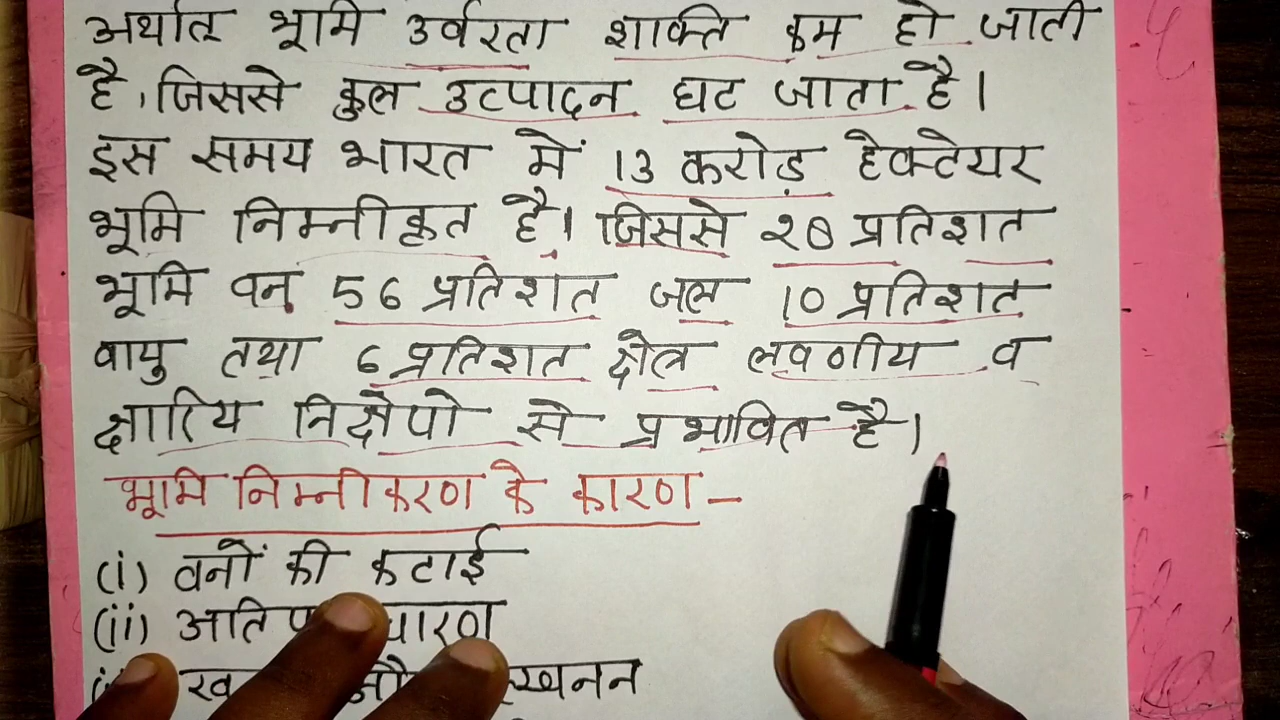 अर्थात् भूमि उर्वरता शक्ति कम हो जाती
है, जिससे कुल उत्पादन घट जाता है।
इस समय भारत में 13 करोड़ हेक्टेयर
भूमि निम्नीकृत है। जिससे 28 प्रतिशत
भूमि वन 56 प्रतिशत जल 10 प्रतिशत
वायु तथा 6 प्रतिशत क्षेत्र लवणीय व
क्षारिय निक्षेपो से प्रभावित है।
भूमि निम्नीकरण के कारण –
(i) वनों की कटाई
(ii) अति